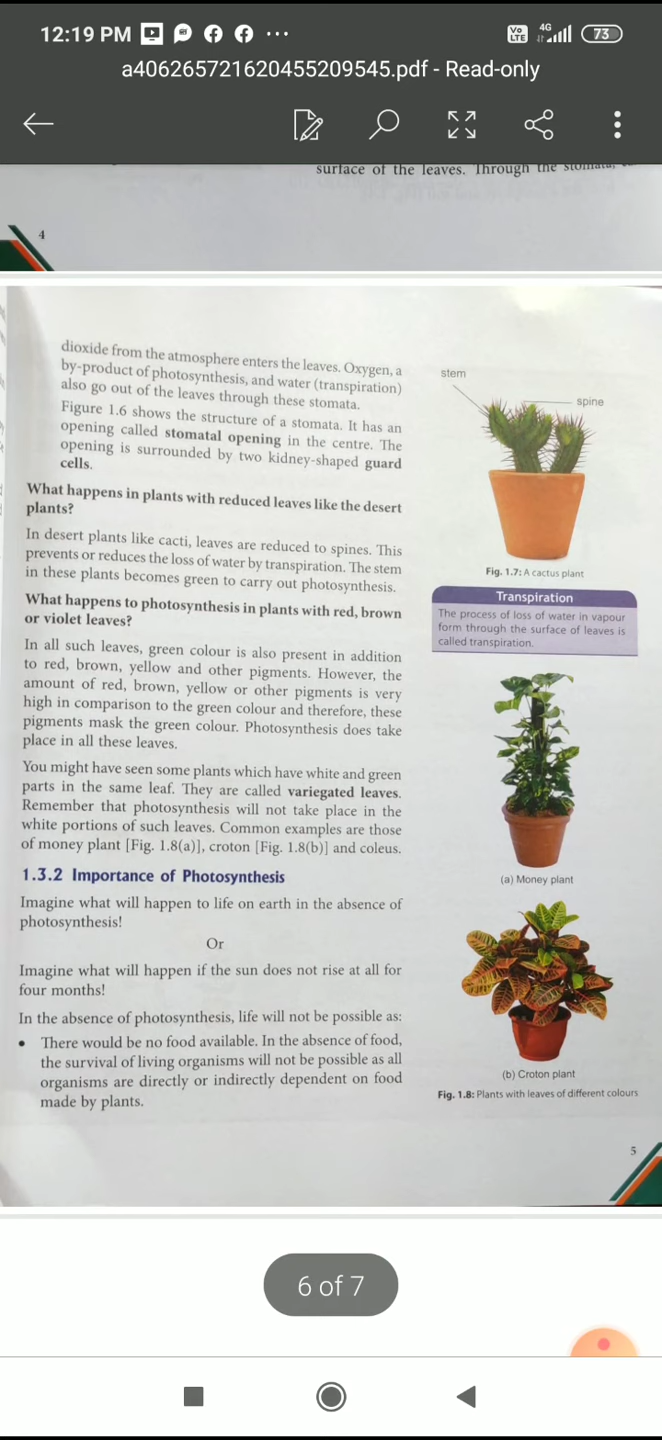 12:19 PM
Vo LTE 4G 73
a406265721620455209545.pdf - Read-only
surface of the leaves. Through the stomata,
4
dioxide from the atmosphere enters the leaves. Oxygen, a
by-product of photosynthesis, and water (transpiration)
also go out of the leaves through these stomata.
Figure 1.6 shows the structure of a stomata. It has an
opening called stomatal opening in the centre. The
opening is surrounded by two kidney-shaped guard
cells.
What happens in plants with reduced leaves like the desert
plants?
In desert plants like cacti, leaves are reduced to spines. This
prevents or reduces the loss of water by transpiration. The stem
in these plants becomes green to carry out photosynthesis.
What happens to photosynthesis in plants with red, brown
or violet leaves?
In all such leaves, green colour is also present in addition
to red, brown, yellow and other pigments. However, the
amount of red, brown, yellow or other pigments is very
high in comparison to the green colour and therefore, these
pigments mask the green colour. Photosynthesis does take
place in all these leaves.
You might have seen some plants which have white and green
parts in the same leaf. They are called variegated leaves.
Remember that photosynthesis will not take place in the
white portions of such leaves. Common examples are those
of money plant [Fig. 1.8(a)], croton [Fig. 1.8(b)] and coleus.
1.3.2 Importance of Photosynthesis
Imagine what will happen to life on earth in the absence of
photosynthesis!
Or
Imagine what will happen if the sun does not rise at all for
four months!
In the absence of photosynthesis, life will not be possible as:
• There would be no food available. In the absence of food,
the survival of living organisms will not be possible as all
organisms are directly or indirectly dependent on food
made by plants.
stem
spine
Fig. 1.7: A cactus plant
Transpiration
The process of loss of water in vapour
form through the surface of leaves is
called transpiration.
(a) Money plant
(b) Croton plant
Fig. 1.8: Plants with leaves of different colours
5
6 of 7